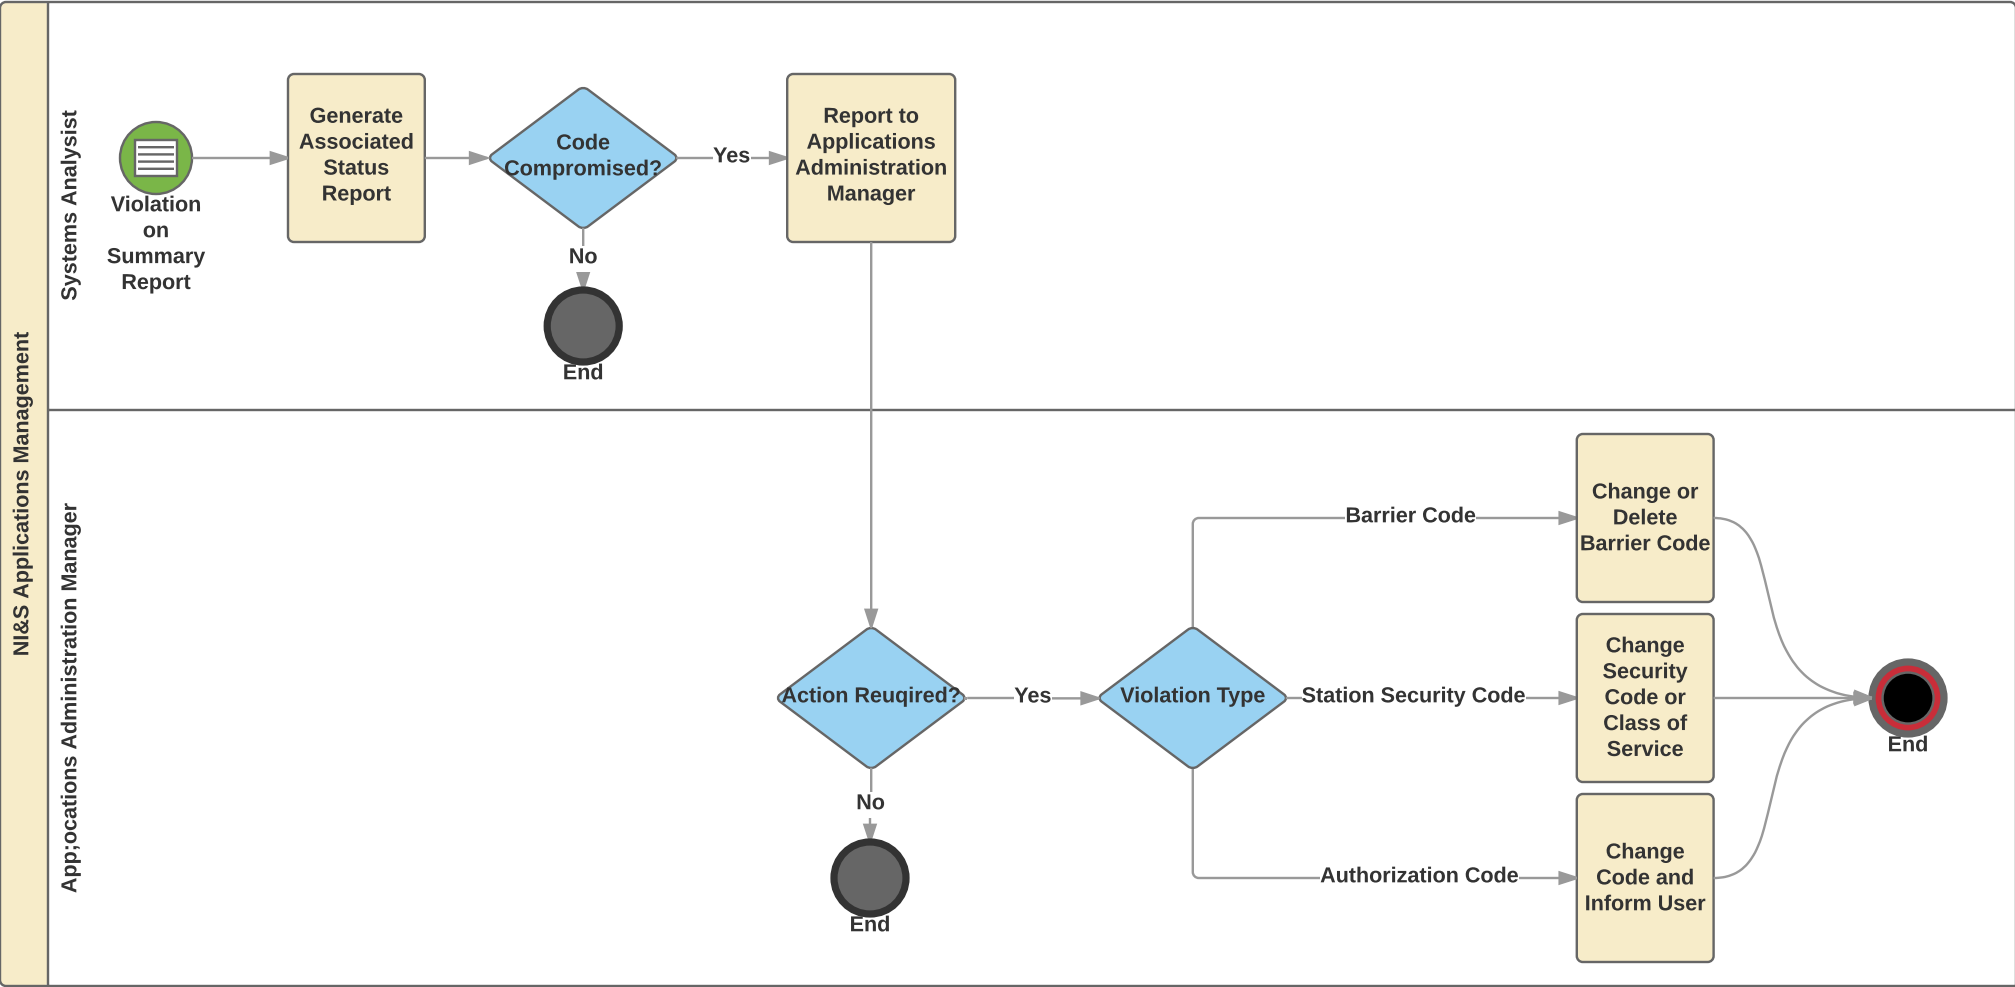 NI&S Applications Management
Systems Analysist
Violation
on
Summary
Report
Generate
Associated
Status
Report
Code
Compromised?
Yes
No
End
Report to
Applications
Administration
Manager
App;ocations Administration Manager
Action Reuqired?
Yes
No
End
Violation Type
Barrier Code
Station Security Code
Authorization Code
Change or
Delete
Barrier Code
Change
Security
Code or
Class of
Service
Change
Code and
Inform User
End